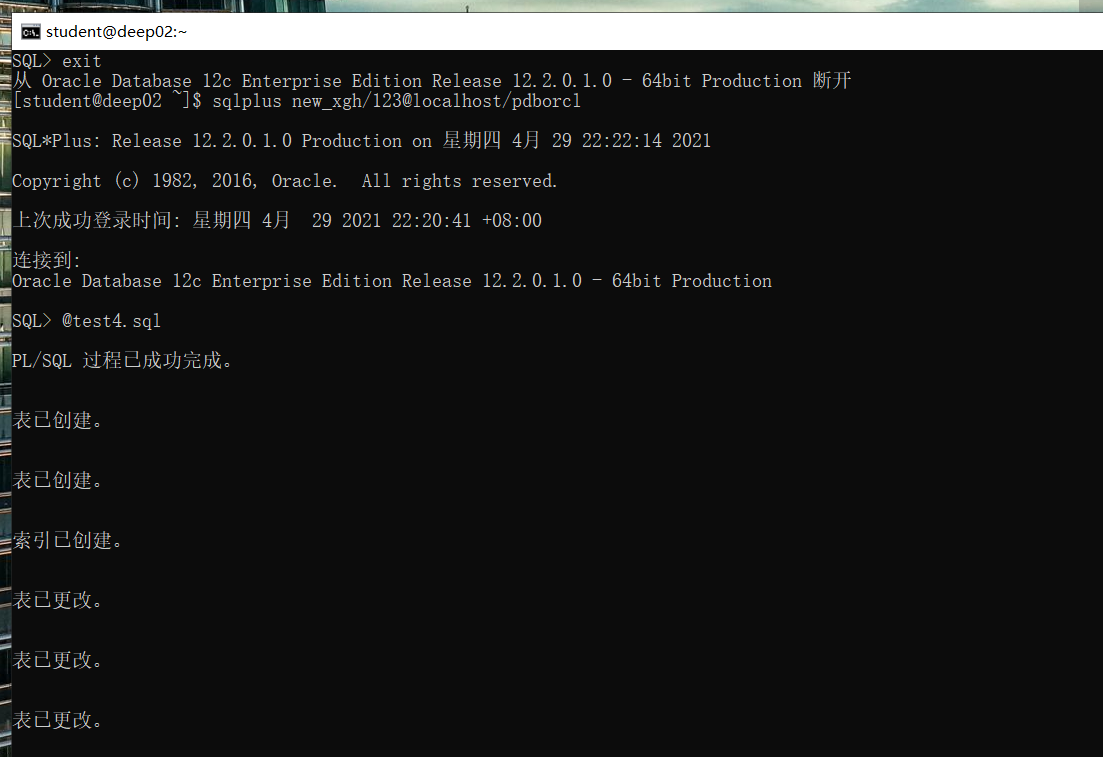 student@deep02:~
SQL> exit
从 Oracle Database 12c Enterprise Edition Release 12.2.0.1.0 - 64bit Production 断开
[student@deep02 ~]$ sqlplus new_xgh/123@localhost/pdborcl
SQL*Plus: Release 12.2.0.1.0 Production on 星期四 4月 29 22:22:14 2021
Copyright (c) 1982, 2016, Oracle.  All rights reserved.
上次成功登录时间: 星期四 4月  29 2021 22:20:41 +08:00
连接到:
Oracle Database 12c Enterprise Edition Release 12.2.0.1.0 - 64bit Production
SQL> @test4.sql
PL/SQL 过程已成功完成。
表已创建。
表已创建。
索引已创建。
表已更改。
表已更改。
表已更改。